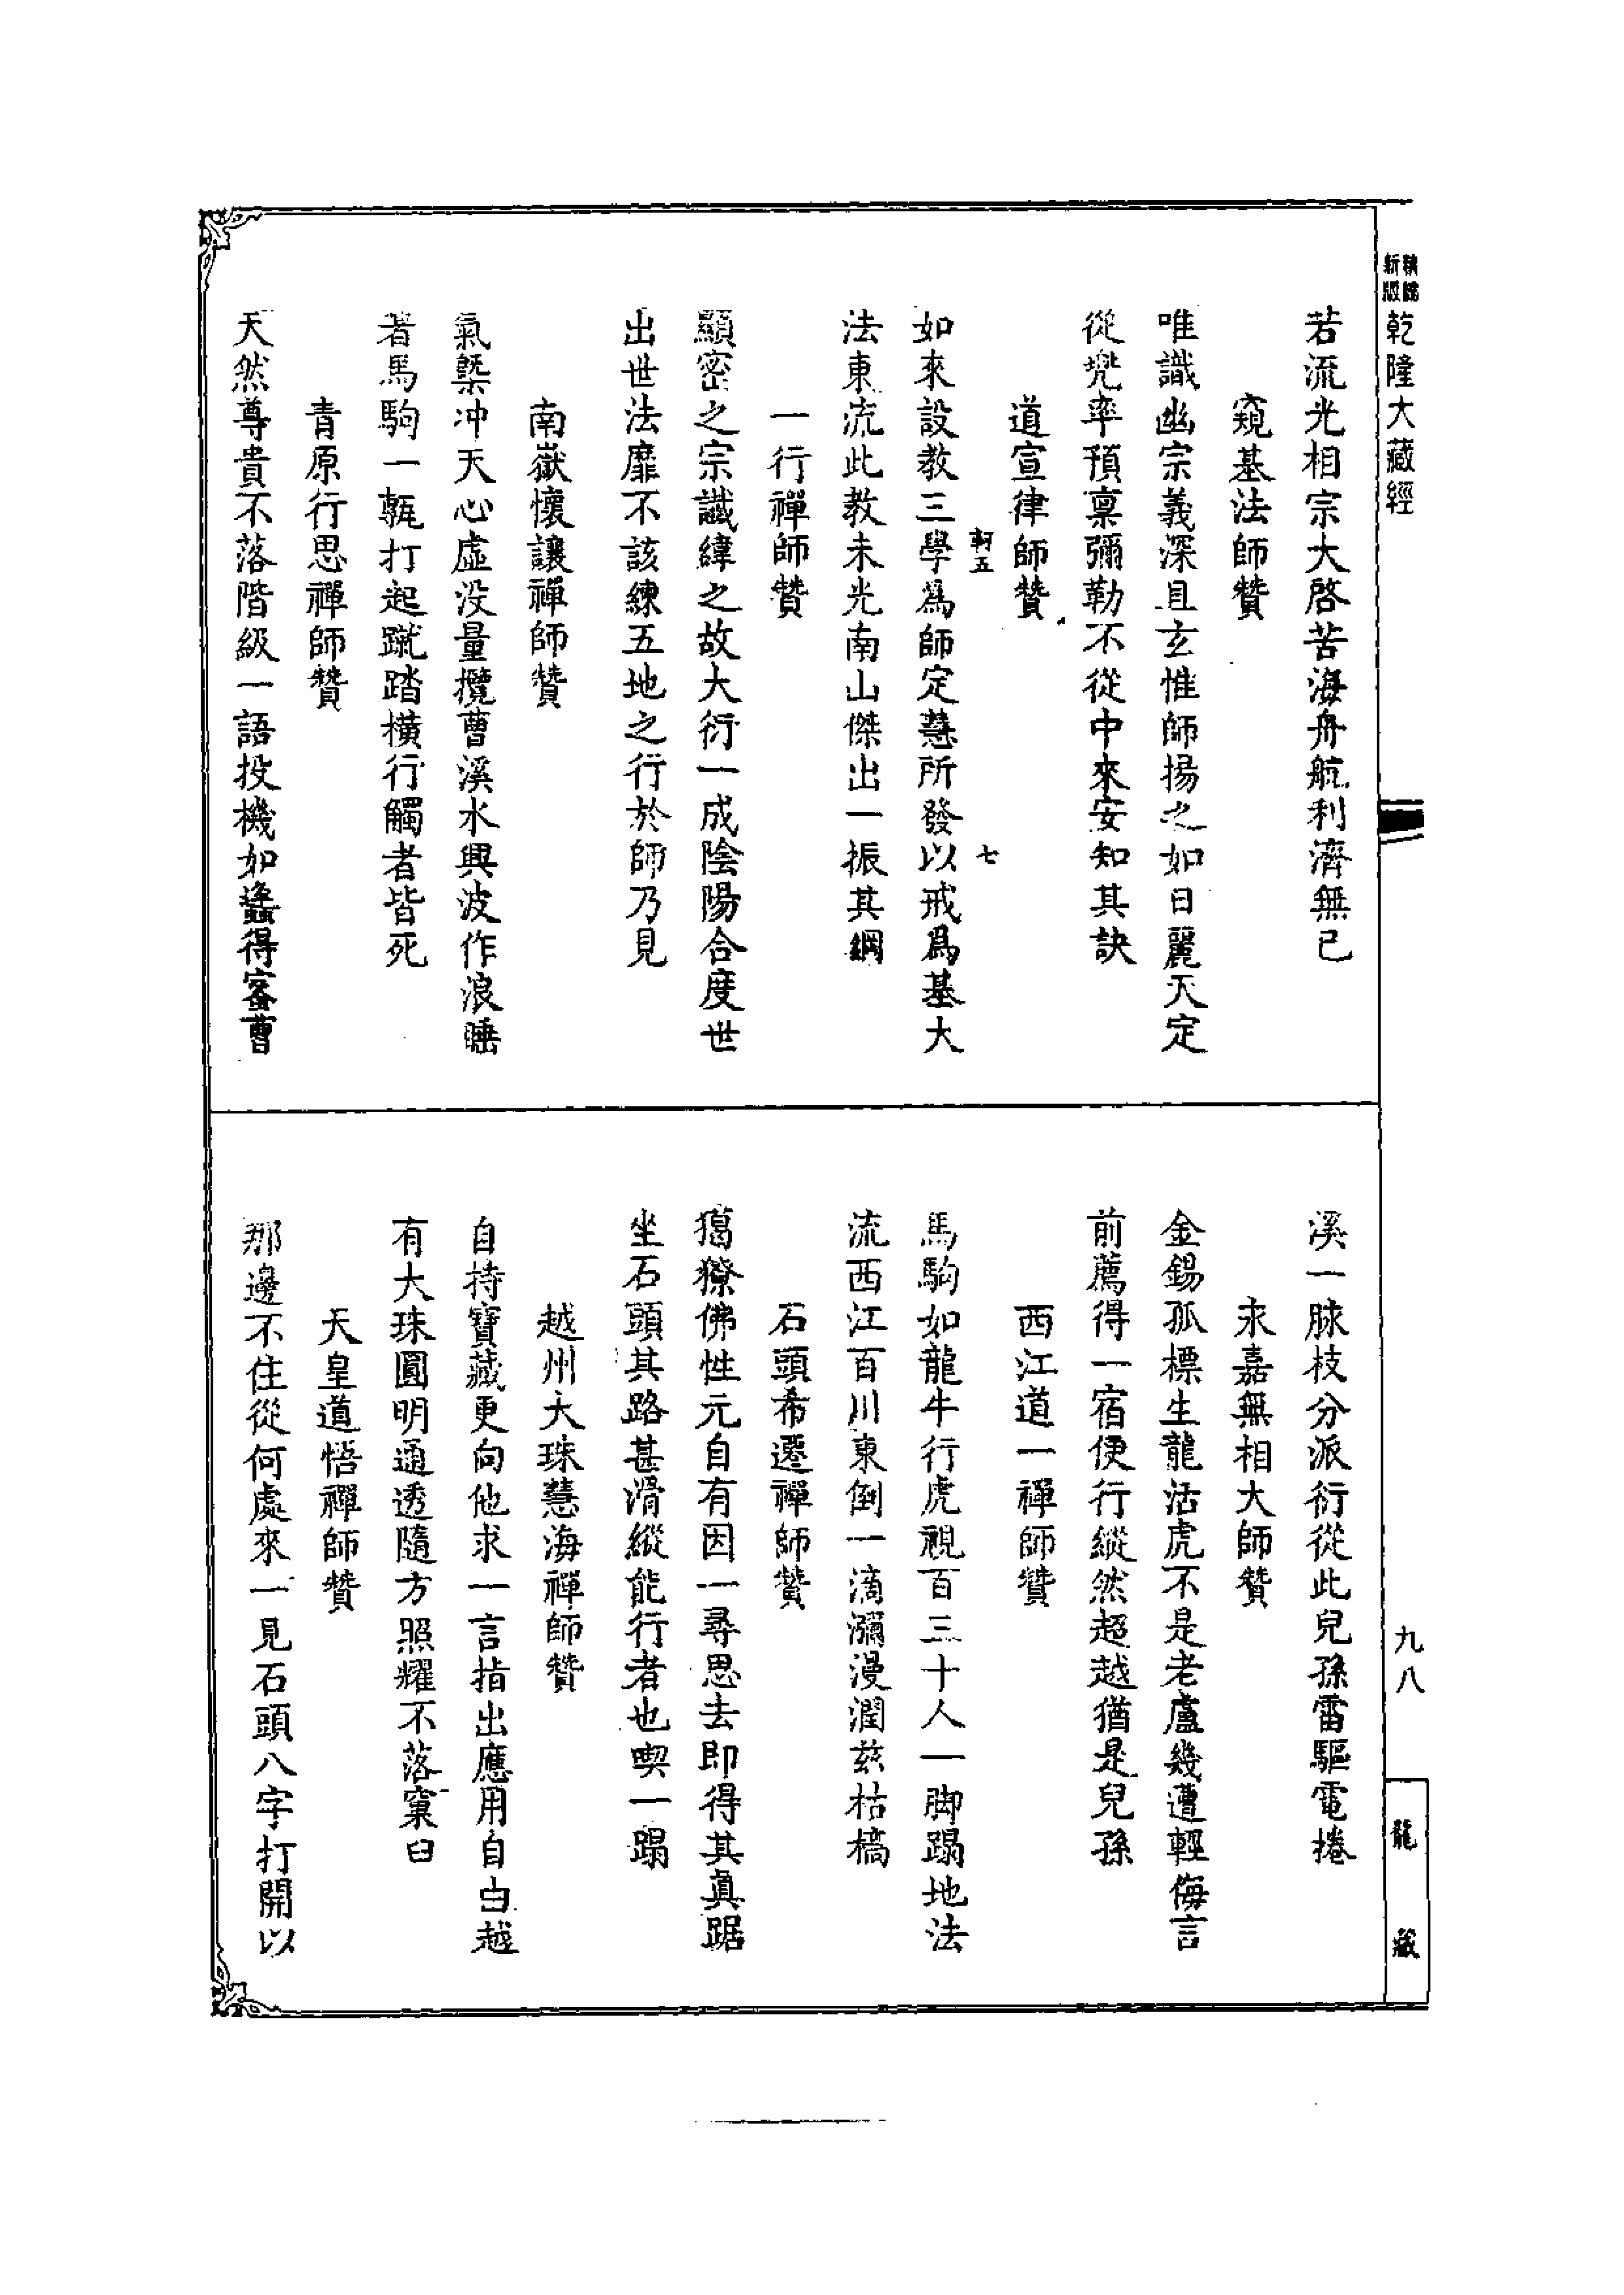 新版
精縮
乾隆大藏經
若流光相宗大啓苦海舟航利濟無已
窺基法師贊
唯識幽宗義深且玄惟師揚之如日麗天定
從兜率預稟彌勒不從中來安知其訣
道宣律師贊
軻五
七
如來設教三學爲師定慧所發以戒爲基大
法東流此教未光南山傑出一振其綱
一行禪師贊
顯密之宗讖緯之故大衍一成陰陽合度世
出世法靡不該練五地之行於師乃見
南嶽懷讓禪師贊
氣槩冲天心虛没量攬曹溪水興波作浪睡
著馬駒一甎打起蹴踏橫行觸者皆死
青原行思禪師贊
天然尊貴不落階級一語投機如蠭得窑曹
溪一脉枝分派衍從此兒孫雷驅電捲
永嘉無相大師贊
金錫孤標生龍活虎不是老盧幾遭輕侮言
前薦得一宿便行縱然超越猶是兒孫
西江道一禪師贊
馬駒如龍牛行虎視百三十人一脚蹋地法
流西江百川東倒一滴瀰漫潤茲枯槁
石頭希遷禪師贊
獦獠佛性元自有因一尋思去即得其眞踞
坐石頭其路甚滑縱能行者也喫一蹋
越州大珠慧海禪師贊
自持寶藏更向他求一言指出應用自由越
有大珠圓明通透隨方照耀不落窠臼
天皇道悟禪師贊
那邊不住從何處來一見石頭八字打開以
九八
龍藏